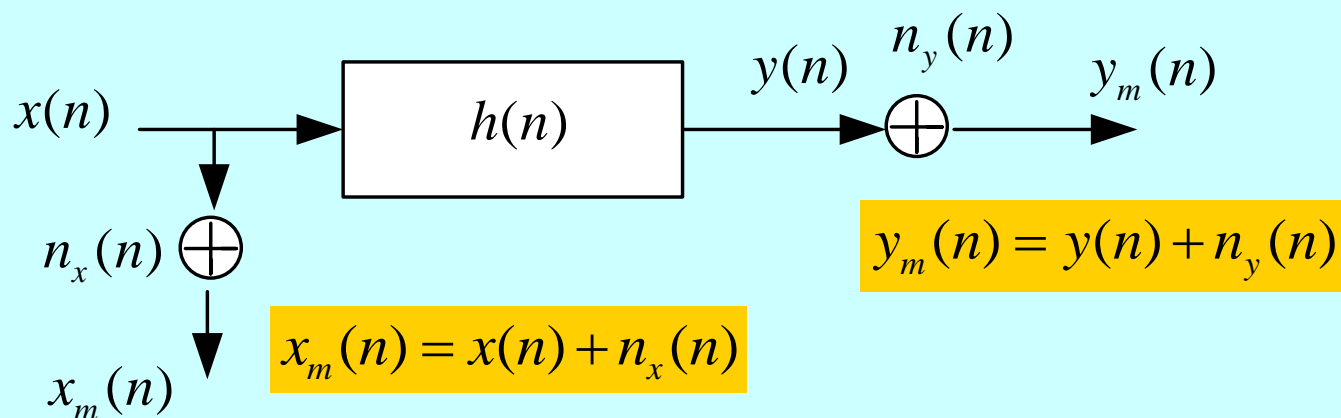 n_y(n)
y(n)
y_m(n)
x(n)
h(n)
n_x(n)
y_m(n) = y(n) + n_y(n)
x_m(n) = x(n) + n_x(n)
x_m(n)